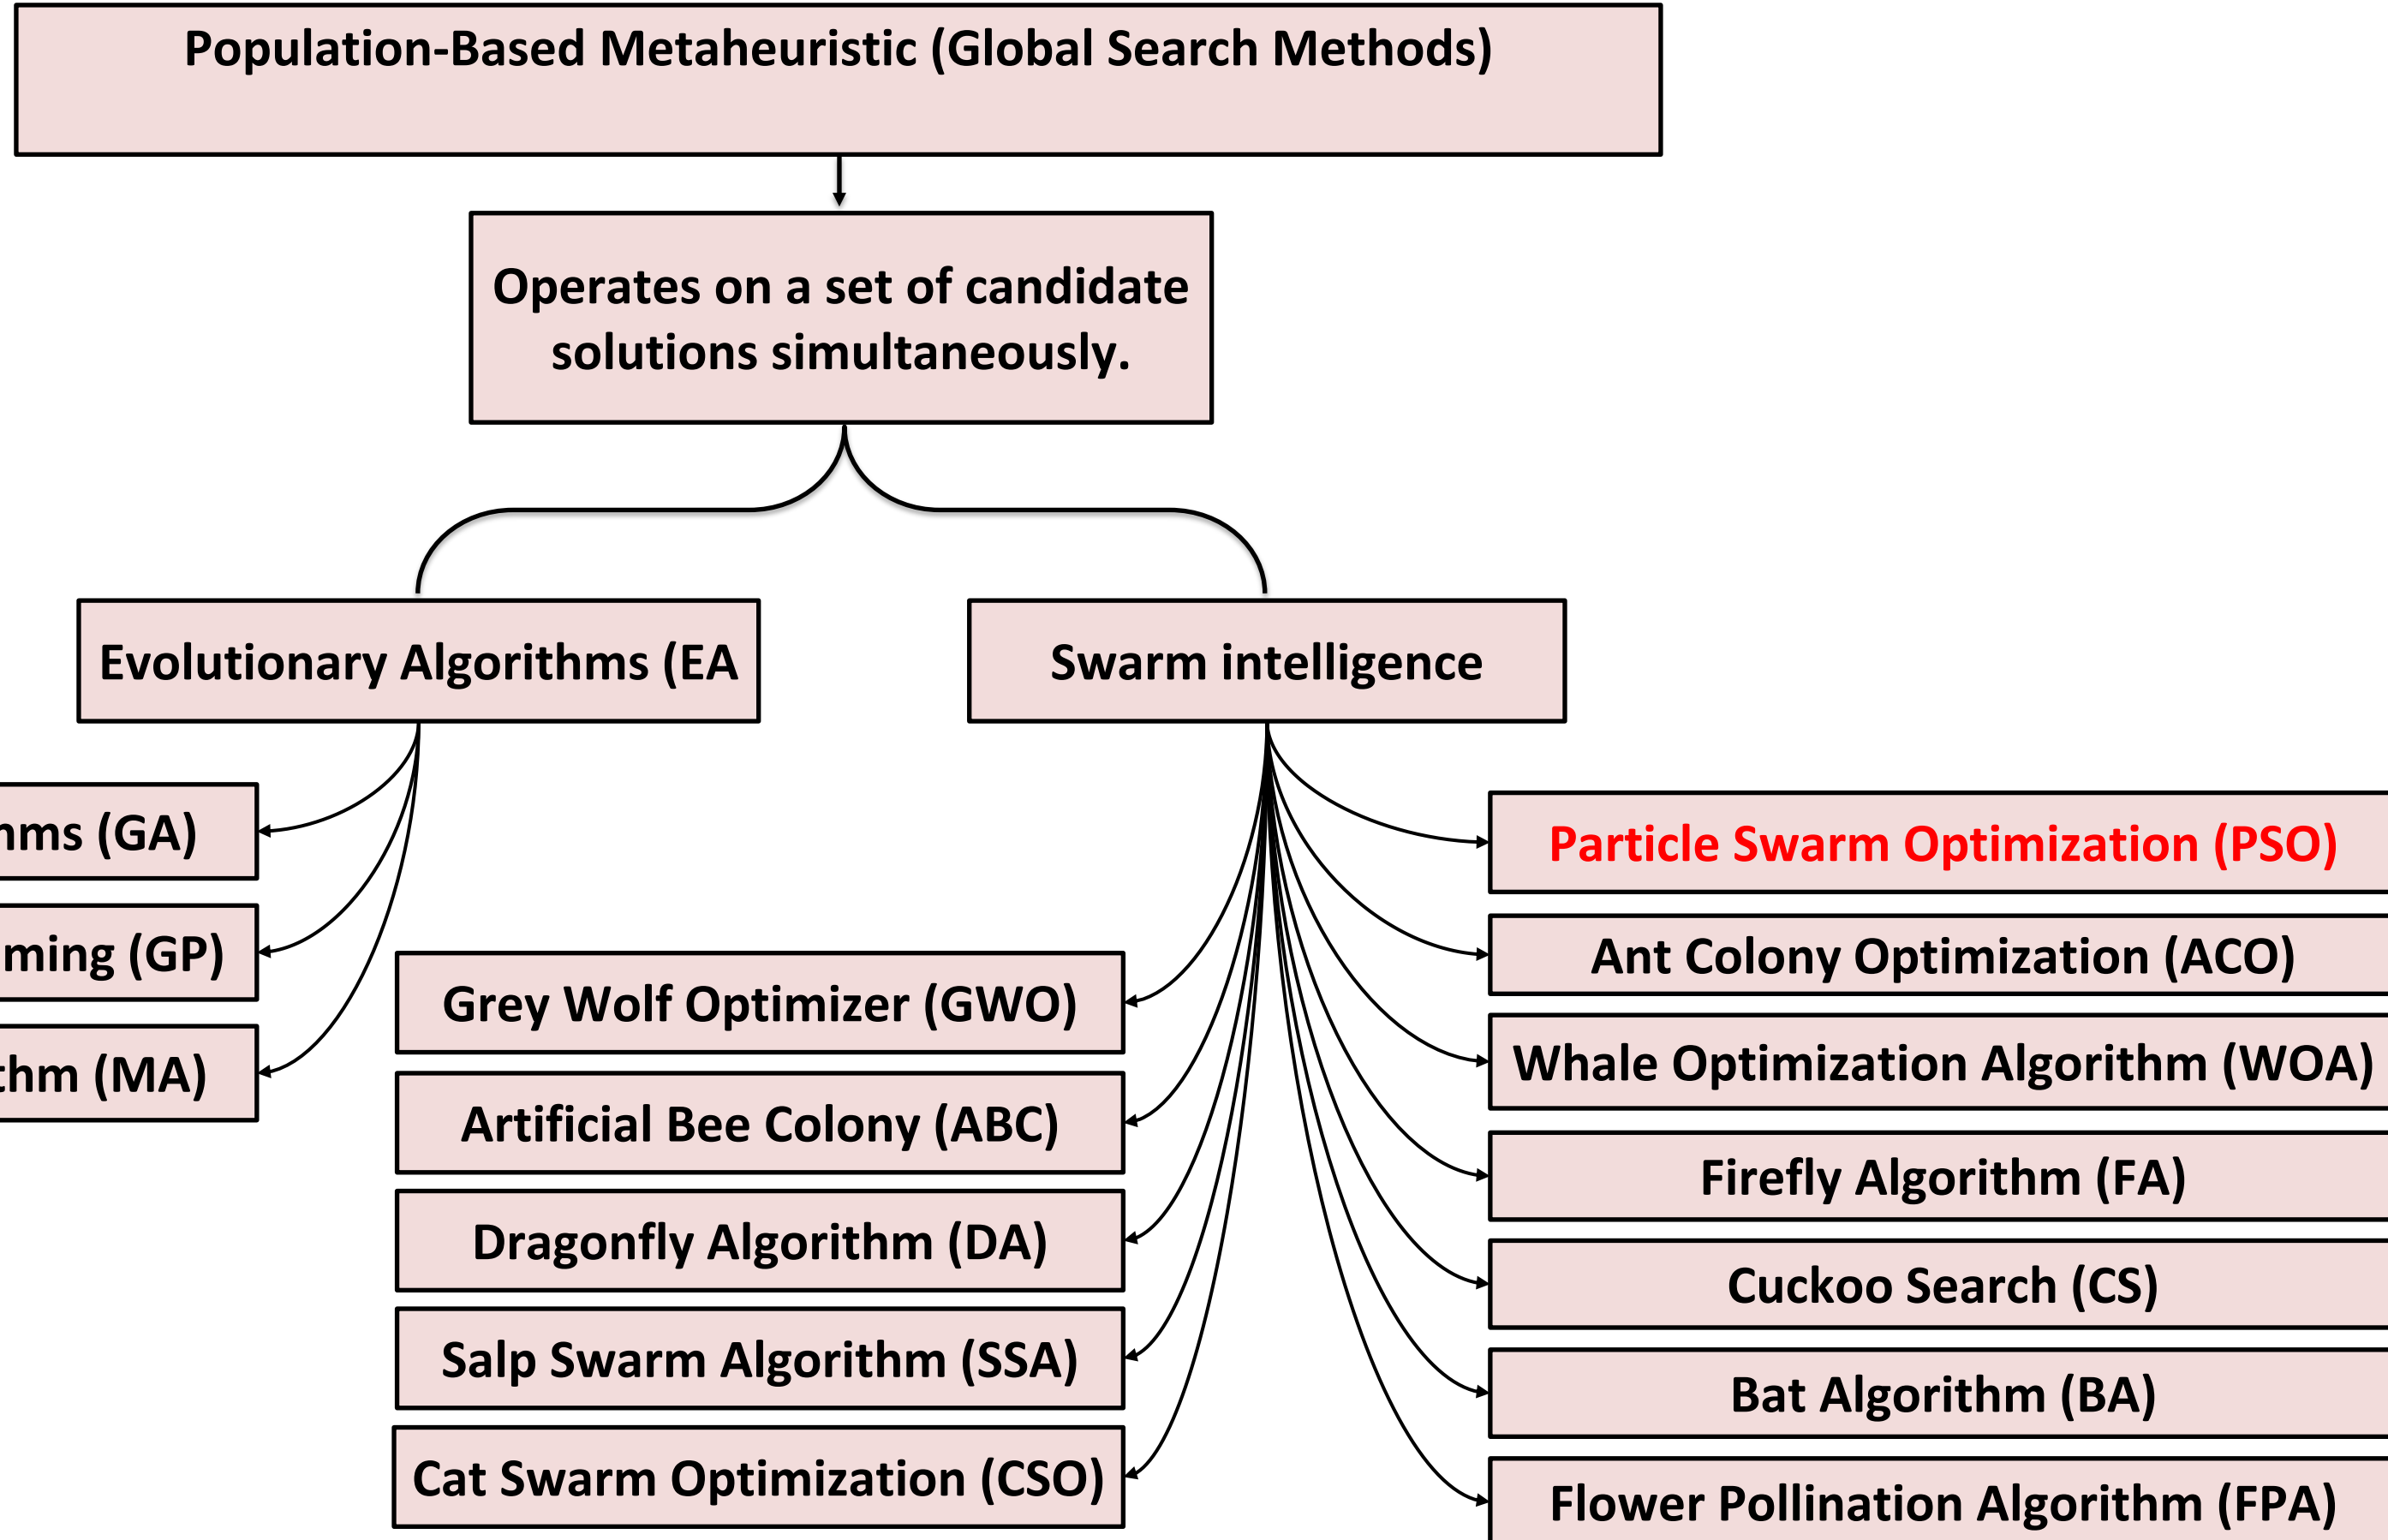 Population-Based Metaheuristic (Global Search Methods)
Operates on a set of candidate
solutions simultaneously.
Evolutionary Algorithms (EA
Swarm intelligence
(GA)
(GP)
(MA)
Grey Wolf Optimizer (GWO)
Artificial Bee Colony (ABC)
Dragonfly Algorithm (DA)
Salp Swarm Algorithm (SSA)
Cat Swarm Optimization (CSO)
Particle Swarm Optimization (PSO)
Ant Colony Optimization (ACO)
Whale Optimization Algorithm (WOA)
Firefly Algorithm (FA)
Cuckoo Search (CS)
Bat Algorithm (BA)
Flower Pollination Algorithm (FPA)